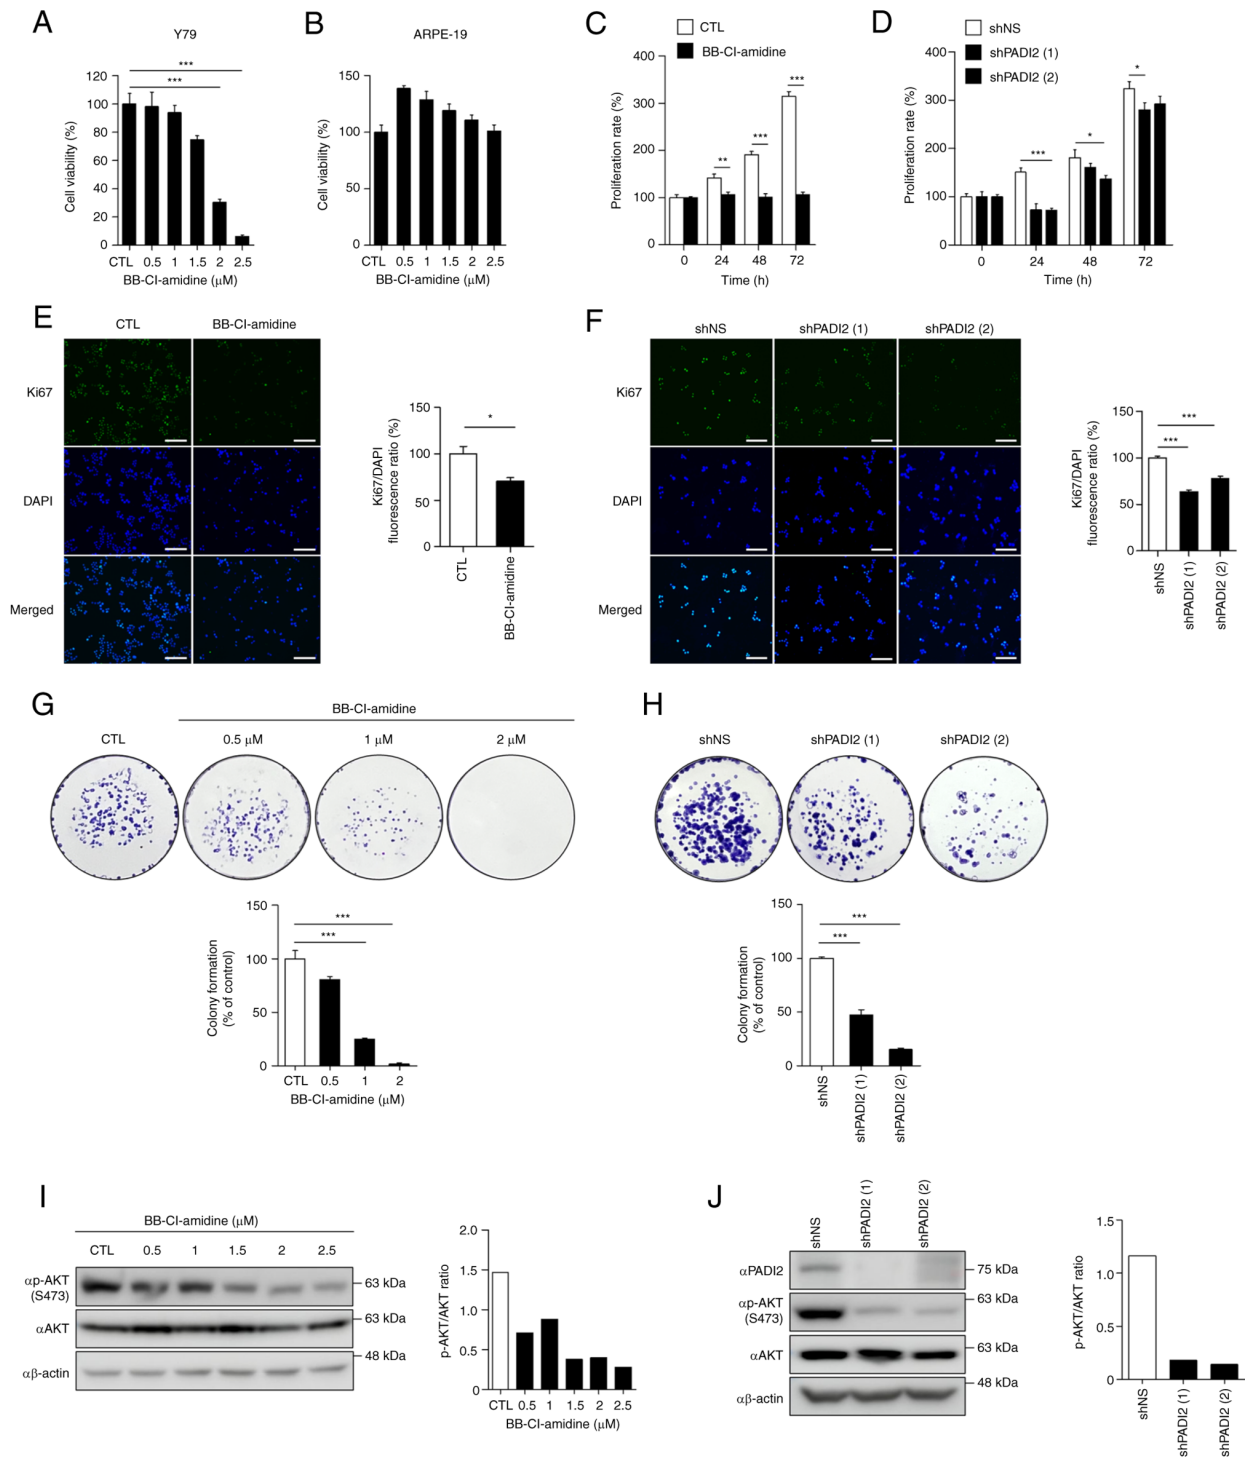 A
Y79
Cell viability (%)
120
100
80
60
40
20
0
***
***
CTL 0.5 1 1.5 2 2.5
BB-CI-amidine (μM)
B
ARPE-19
Cell viability (%)
150
100
50
0
CTL 0.5 1 1.5 2 2.5
BB-CI-amidine (μM)
C
CTL
BB-CI-amidine
Proliferation rate (%)
400
300
200
100
0
**
***
***
0 24 48 72
Time (h)
D
shNS
shPADI2 (1)
shPADI2 (2)
Proliferation rate (%)
400
300
200
100
0
***
*
*
0 24 48 72
Time (h)
E
CTL BB-CI-amidine
Ki67
DAPI
Merged
Ki67/DAPI
fluorescence ratio (%)
150
100
50
0
*
CTL
BB-CI-amidine
F
shNS shPADI2 (1) shPADI2 (2)
Ki67
DAPI
Merged
Ki67/DAPI
fluorescence ratio (%)
150
100
50
0
***
***
shNS
shPADI2 (1)
shPADI2 (2)
G
BB-CI-amidine
CTL 0.5 μM 1 μM 2 μM
Colony formation
(% of control)
150
100
50
0
***
***
CTL 0.5 1 2
BB-CI-amidine (μM)
H
shNS shPADI2 (1) shPADI2 (2)
Colony formation
(% of control)
150
100
50
0
***
***
shNS
shPADI2 (1)
shPADI2 (2)
I
BB-CI-amidine (μM)
CTL 0.5 1 1.5 2 2.5
αp-AKT
(S473)
63 kDa
αAKT
63 kDa
αβ-actin
48 kDa
p-AKT/AKT ratio
2.0
1.5
1.0
0.5
0
CTL 0.5 1 1.5 2 2.5
BB-CI-amidine (μM)
J
shNS
shPADI2 (1)
shPADI2 (2)
αPADI2
75 kDa
αp-AKT
(S473)
63 kDa
αAKT
63 kDa
αβ-actin
48 kDa
p-AKT/AKT ratio
1.5
1.0
0.5
0
shNS
shPADI2 (1)
shPADI2 (2)